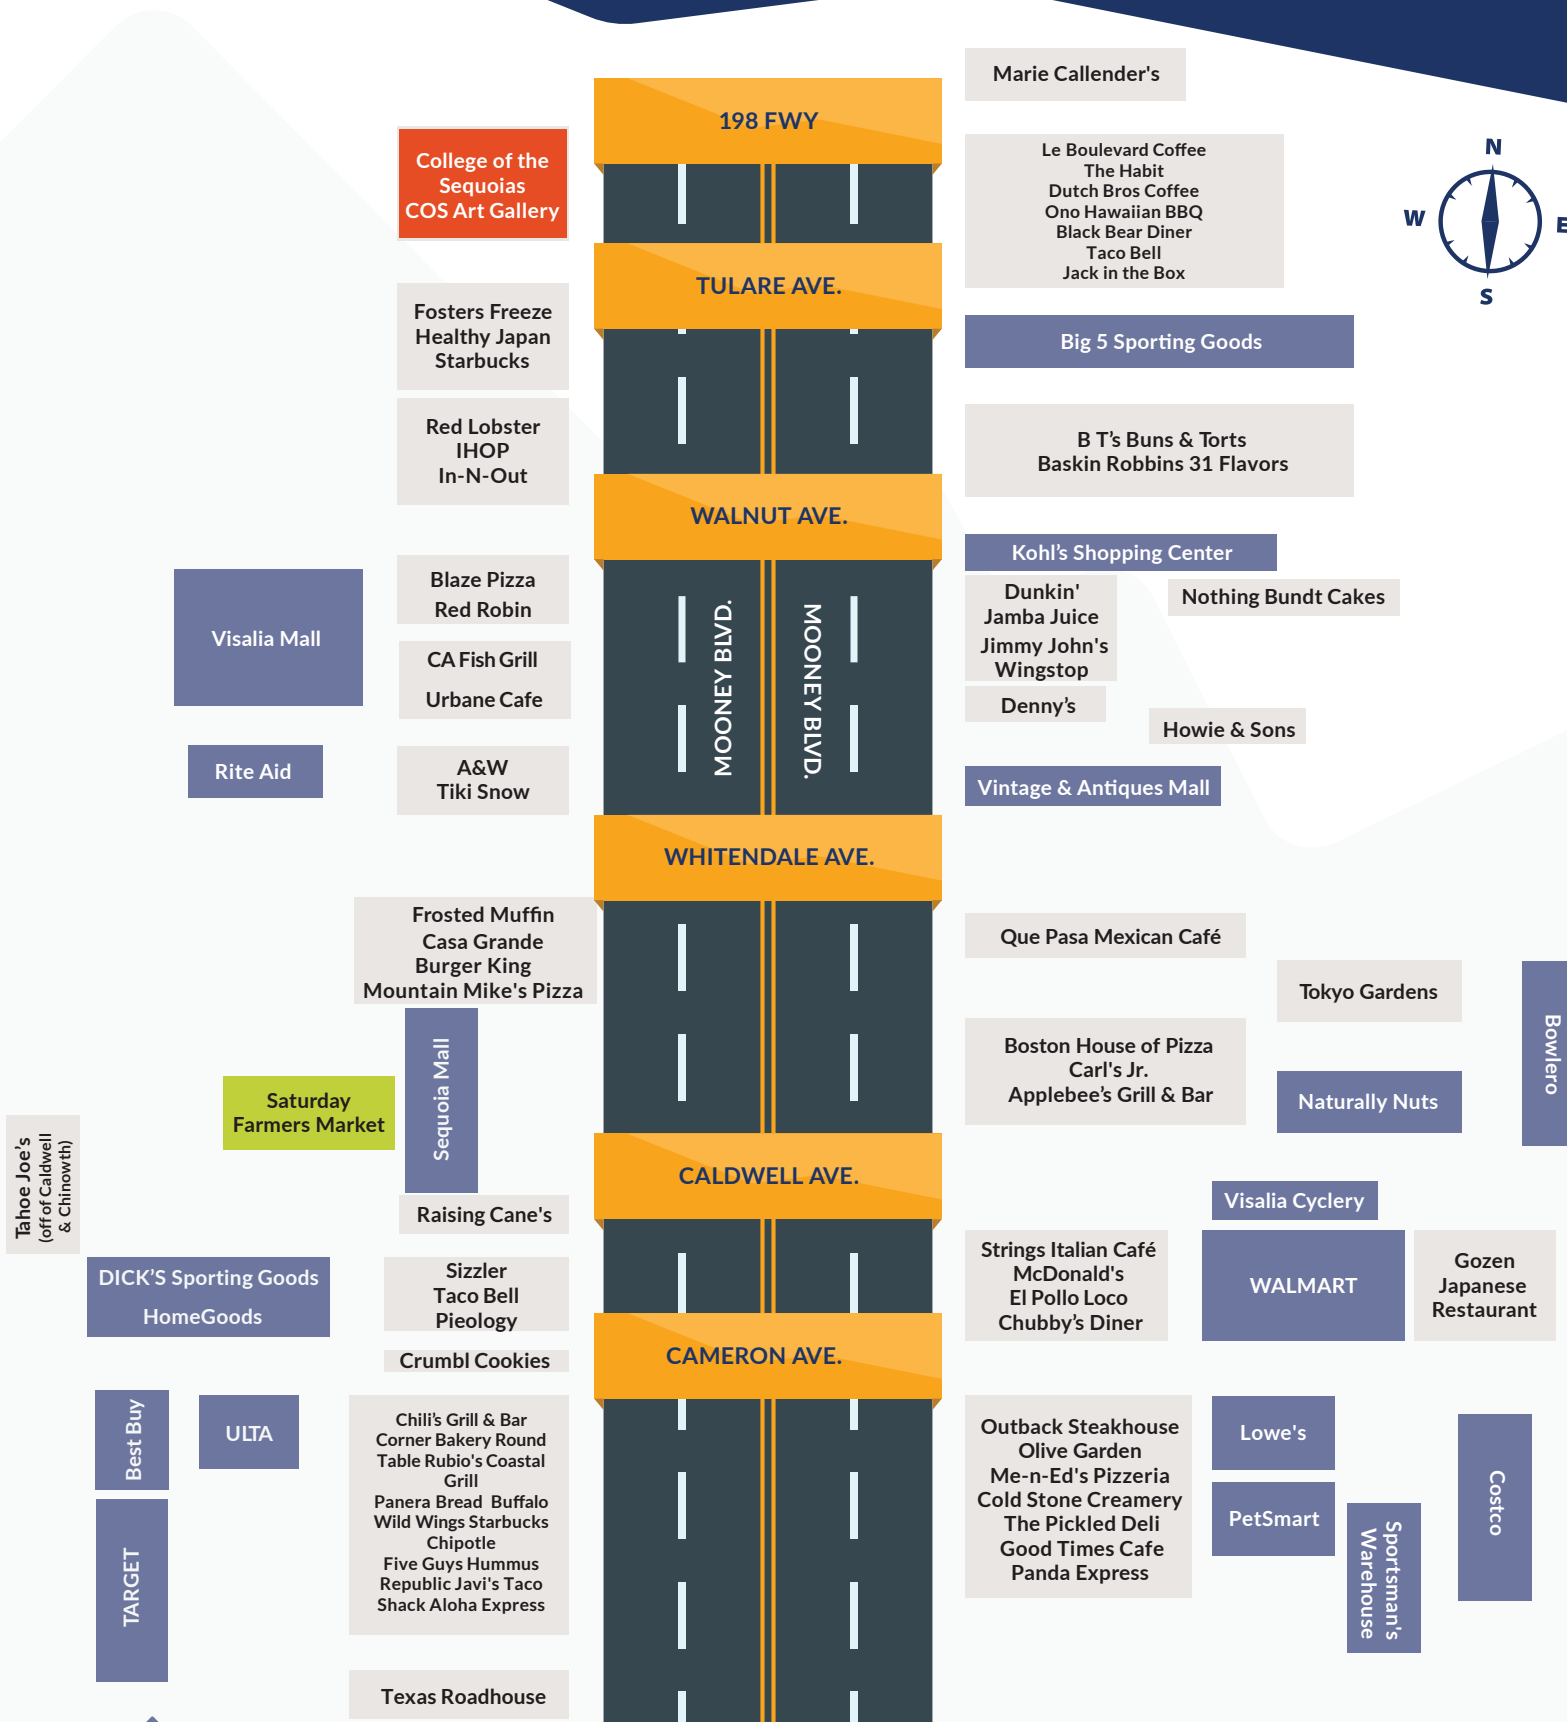 Marie Callender's
198 FWY
College of the
Sequoias
COS Art Gallery
Le Boulevard Coffee
The Habit
Dutch Bros Coffee
Ono Hawaiian BBQ
Black Bear Diner
Taco Bell
Jack in the Box
N
W
E
S
TULARE AVE.
Fosters Freeze
Healthy Japan
Starbucks
Big 5 Sporting Goods
Red Lobster
IHOP
In-N-Out
B T’s Buns & Torts
Baskin Robbins 31 Flavors
WALNUT AVE.
Kohl’s Shopping Center
Visalia Mall
Blaze Pizza
Red Robin
CA Fish Grill
Urbane Cafe
MOONEY BLVD.
MOONEY BLVD.
Dunkin'
Jamba Juice
Jimmy John's
Wingstop
Nothing Bundt Cakes
Denny’s
Howie & Sons
Rite Aid
A&W
Tiki Snow
Vintage & Antiques Mall
WHITENDALE AVE.
Frosted Muffin
Casa Grande
Burger King
Mountain Mike's Pizza
Que Pasa Mexican Café
Tokyo Gardens
Bowlero
Sequoia Mall
Boston House of Pizza
Carl's Jr.
Applebee’s Grill & Bar
Naturally Nuts
Saturday
Farmers Market
Tahoe Joe’s
(off of Caldwell
& Chinowth)
CALDWELL AVE.
Raising Cane's
Visalia Cyclery
DICK’S Sporting Goods
HomeGoods
Sizzler
Taco Bell
Pieology
Strings Italian Café
McDonald's
El Pollo Loco
Chubby’s Diner
WALMART
Gozen
Japanese
Restaurant
CAMERON AVE.
Crumbl Cookies
Best Buy
ULTA
TARGET
Chili’s Grill & Bar
Corner Bakery Round
Table Rubio's Coastal
Grill
Panera Bread  Buffalo
Wild Wings Starbucks
Chipotle
Five Guys Hummus
Republic Javi's Taco
Shack Aloha Express
Outback Steakhouse
Olive Garden
Me-n-Ed's Pizzeria
Cold Stone Creamery
The Pickled Deli
Good Times Cafe
Panda Express
Lowe's
PetSmart
Sportsman's
Warehouse
Costco
Texas Roadhouse